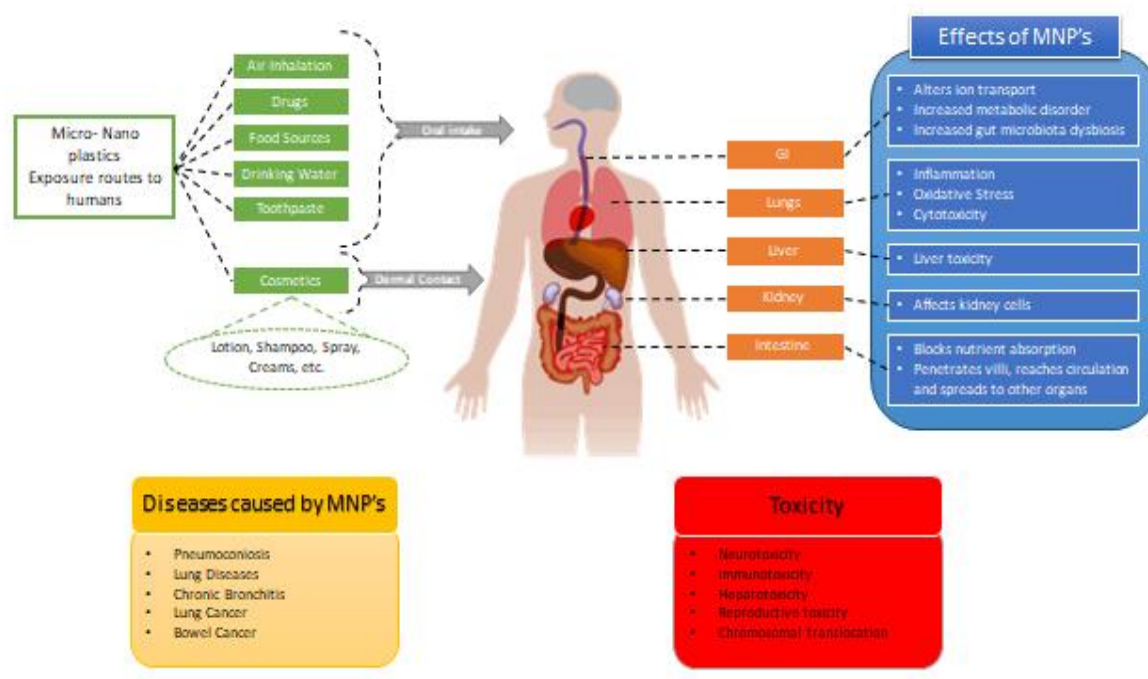 Micro- Nano
plastics
Exposure routes to
humans
Air Inhalation
Drugs
Food Sources
Drinking Water
Toothpaste
Cosmetics
Lotion, Shampoo, Spray,
Creams, etc.
Oral intake
Dermal Contact
GI
Lungs
Liver
Kidney
Intestine
Effects of MNP's
• Alters ion transport
• Increased metabolic disorder
• Increased gut microbiota dysbiosis
• Inflammation
• Oxidative Stress
• Cytotoxicity
• Liver toxicity
• Affects kidney cells
• Blocks nutrient absorption
• Penetrates villi, reaches circulation
and spreads to other organs
Diseases caused by MNP's
• Pneumoconiosis
• Lung Diseases
• Chronic Bronchitis
• Lung Cancer
• Bowel Cancer
Toxicity
• Neurotoxicity
• Immunotoxicity
• Hepatotoxicity
• Reproductive toxicity
• Chromosomal translocation